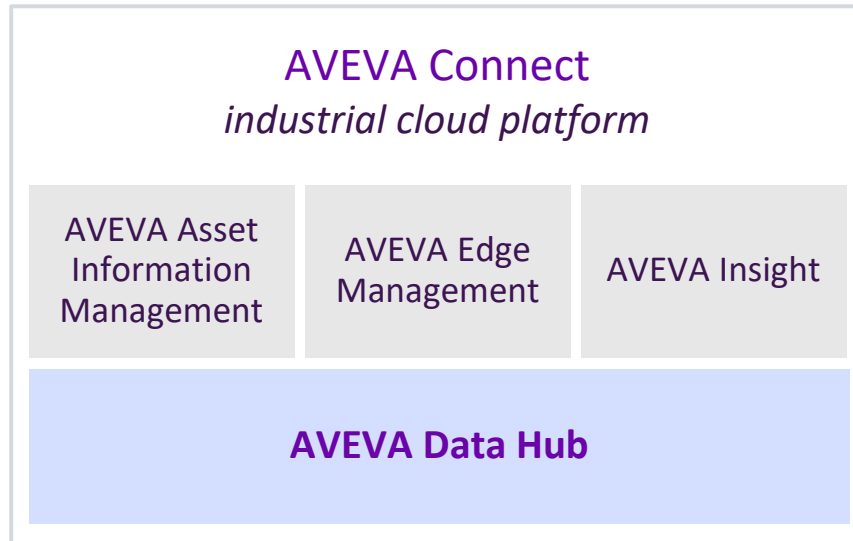 AVEVA Connect
industrial cloud platform
AVEVA Asset
Information
Management
AVEVA Edge
Management
AVEVA Insight
AVEVA Data Hub